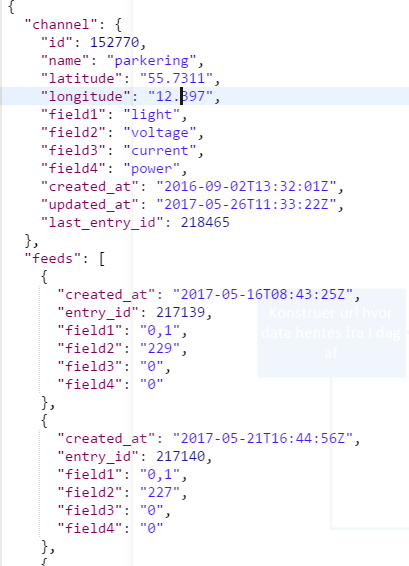 {
"channel": {
"id": 152770,
"name": "parkering",
"latitude": "55.7311",
"longitude": "12.397",
"field1": "light",
"field2": "voltage",
"field3": "current",
"field4": "power",
"created_at": "2016-09-02T13:32:01Z",
"updated_at": "2017-05-26T11:33:22Z",
"last_entry_id": 218465
},
"feeds": [
{
"created_at": "2017-05-16T08:43:25Z",
"entry_id": 217139,
"field1": "0,1",
"field2": "229",
"field3": "0",
"field4": "0"
},
{
"created_at": "2017-05-21T16:44:56Z",
"entry_id": 217140,
"field1": "0,1",
"field2": "227",
"field3": "0",
"field4": "0"
},
{
Konstruer url hvor
data hentes fra i dag
af